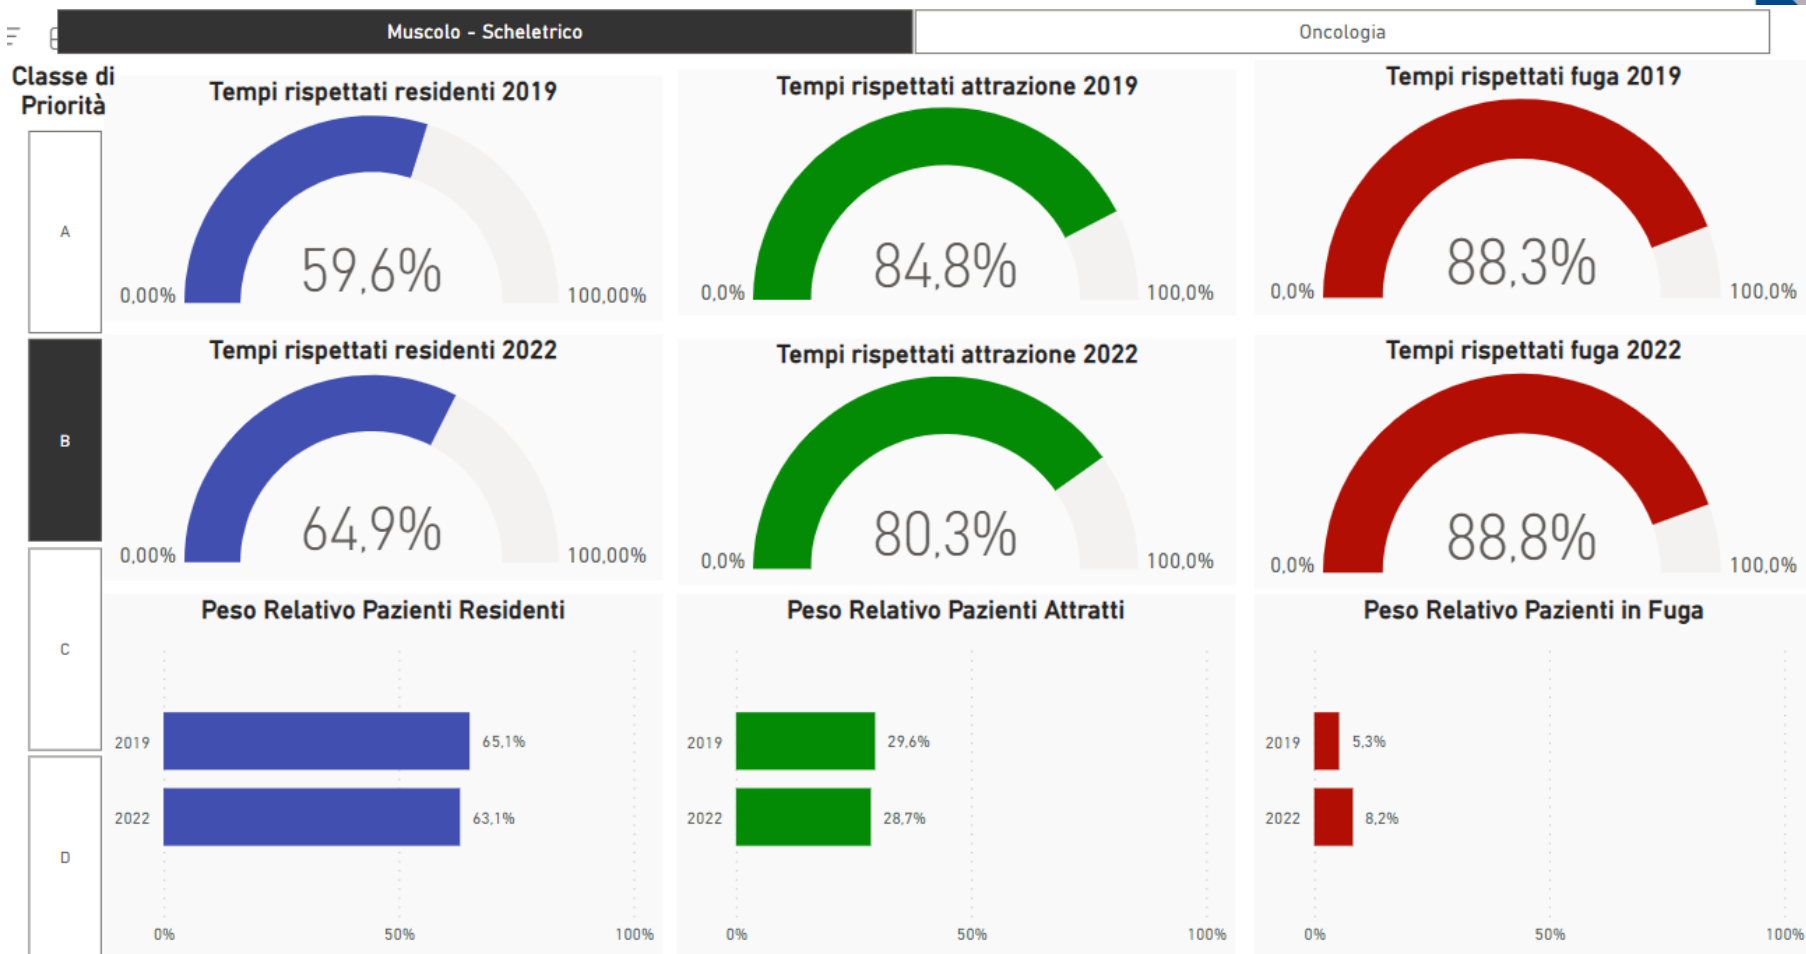 Muscolo - Scheletrico
Oncologia
Classe di
Priorità
A
B
C
D
Tempi rispettati residenti 2019
59,6%
0,00%
100,00%
Tempi rispettati attrazione 2019
84,8%
0,0%
100,0%
Tempi rispettati fuga 2019
88,3%
0,0%
100,0%
Tempi rispettati residenti 2022
64,9%
0,00%
100,00%
Tempi rispettati attrazione 2022
80,3%
0,0%
100,0%
Tempi rispettati fuga 2022
88,8%
0,0%
100,0%
Peso Relativo Pazienti Residenti
2019
65,1%
2022
63,1%
0%
50%
100%
Peso Relativo Pazienti Attratti
2019
29,6%
2022
28,7%
0%
50%
100%
Peso Relativo Pazienti in Fuga
2019
5,3%
2022
8,2%
0%
50%
100%